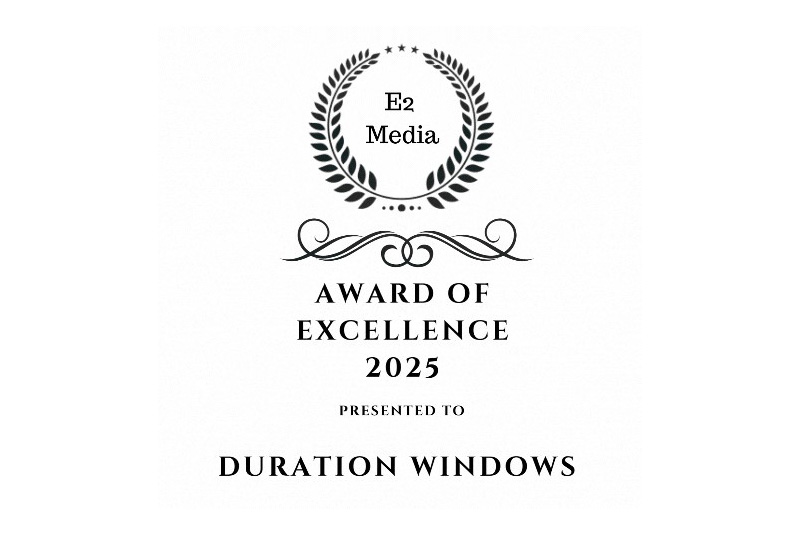 E2
Media
AWARD OF
EXCELLENCE
2025
PRESENTED TO
DURATION WINDOWS